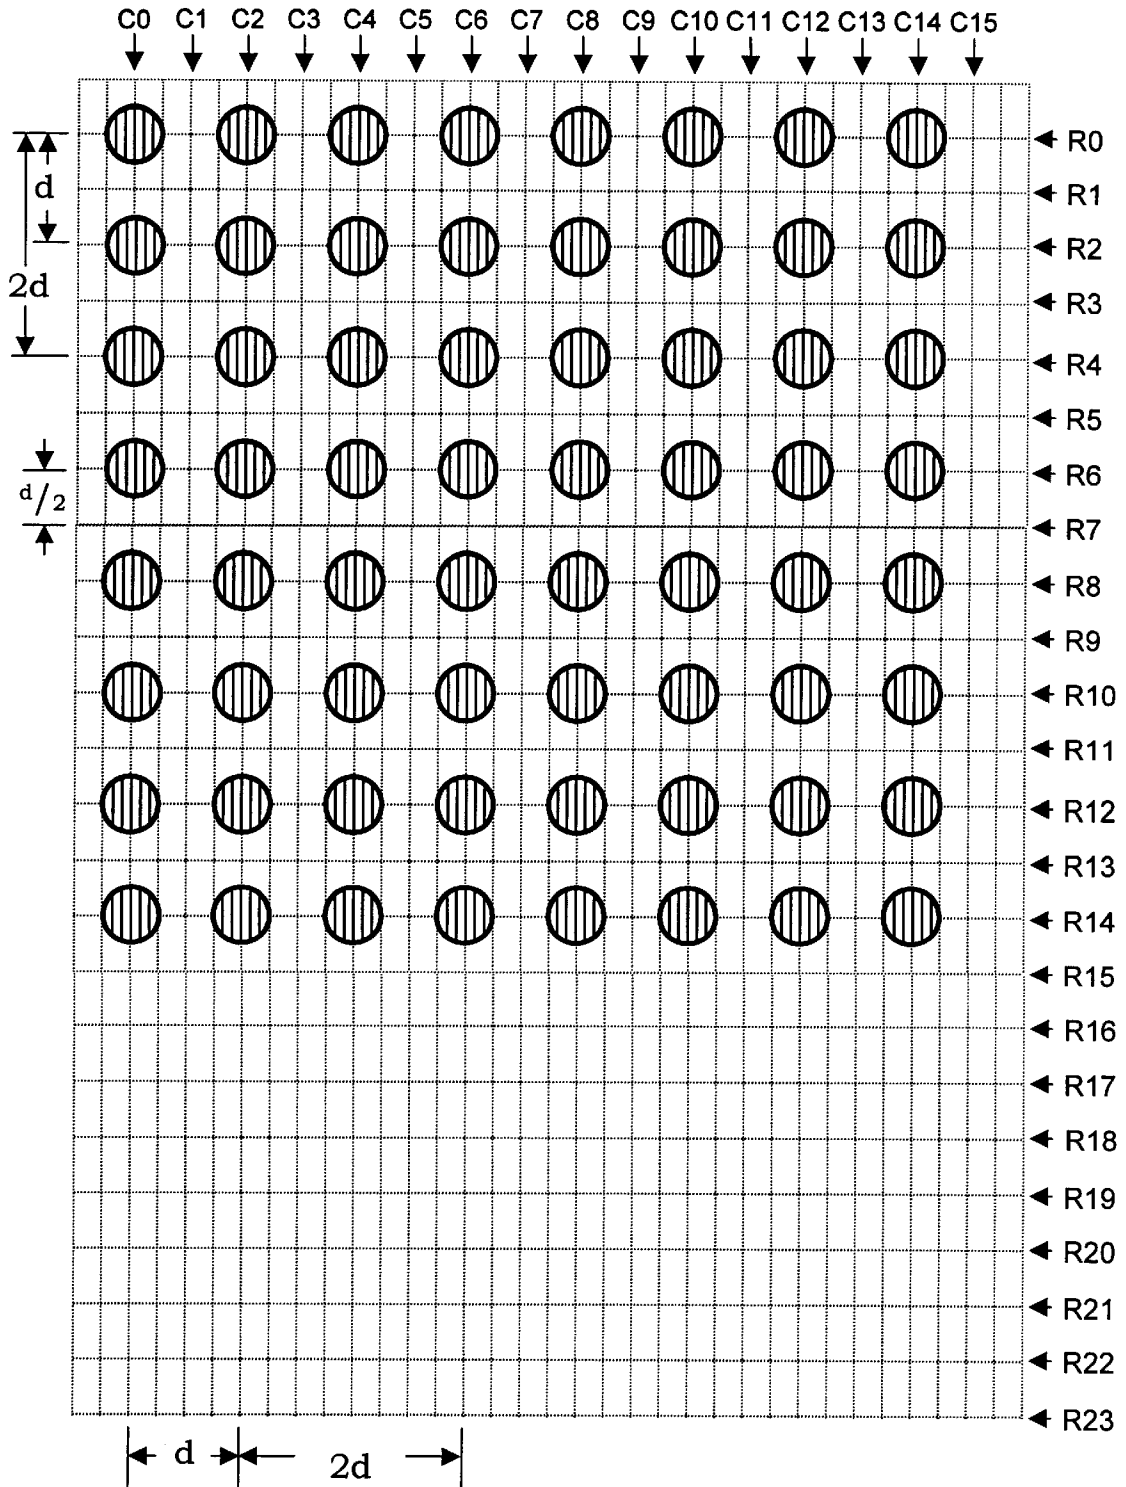 C0 C1 C2 C3 C4 C5 C6 C7 C8 C9 C10 C11 C12 C13 C14 C15
R0
d
R1
R2
2d
R3
R4
R5
R6
d/2
R7
R8
R9
R10
R11
R12
R13
R14
R15
R16
R17
R18
R19
R20
R21
R22
R23
d 2d